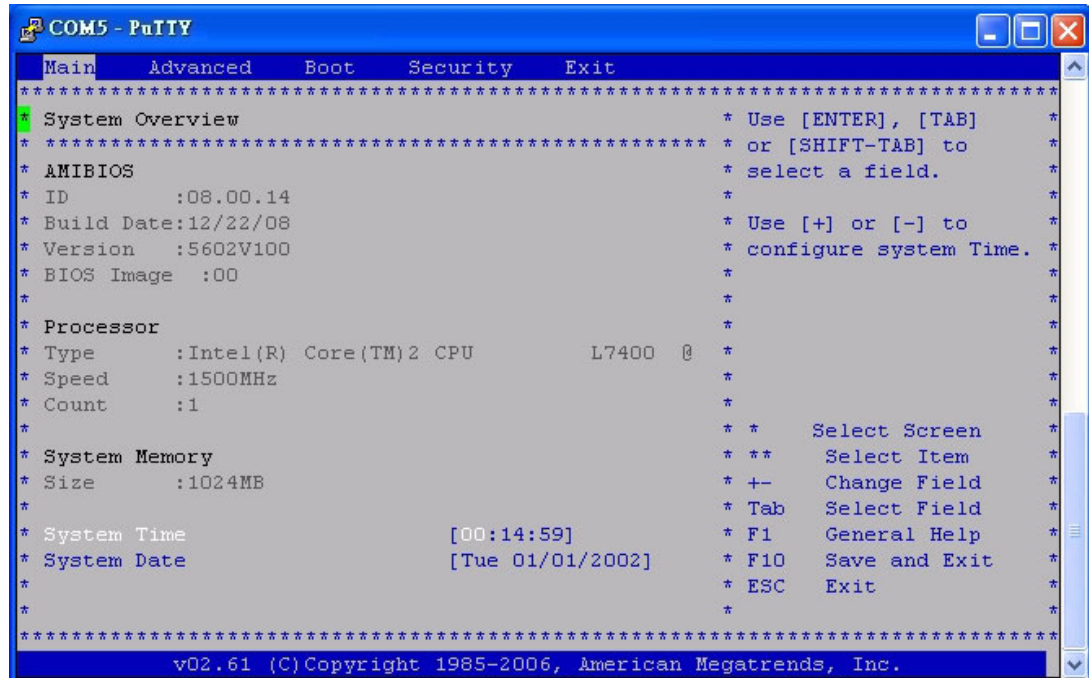 COM5 - PuTTY
Main Advanced Boot Security Exit
********************************************************************************
* System Overview * Use [ENTER], [TAB] *
* *************************************************** * or [SHIFT-TAB] to *
* AMIBIOS * select a field. *
* ID :08.00.14 * *
* Build Date:12/22/08 * Use [+] or [-] to *
* Version :5602V100 * configure system Time. *
* BIOS Image :00 * *
* * *
* Processor * *
* Type :Intel(R) Core(TM)2 CPU L7400 @ * *
* Speed :1500MHz * *
* Count :1 * *
* * * Select Screen *
* System Memory * ** Select Item *
* Size :1024MB * +- Change Field *
* * Tab Select Field *
* System Time [00:14:59] * F1 General Help *
* System Date [Tue 01/01/2002] * F10 Save and Exit *
* * ESC Exit *
* * *
********************************************************************************
v02.61 (C)Copyright 1985-2006, American Megatrends, Inc.